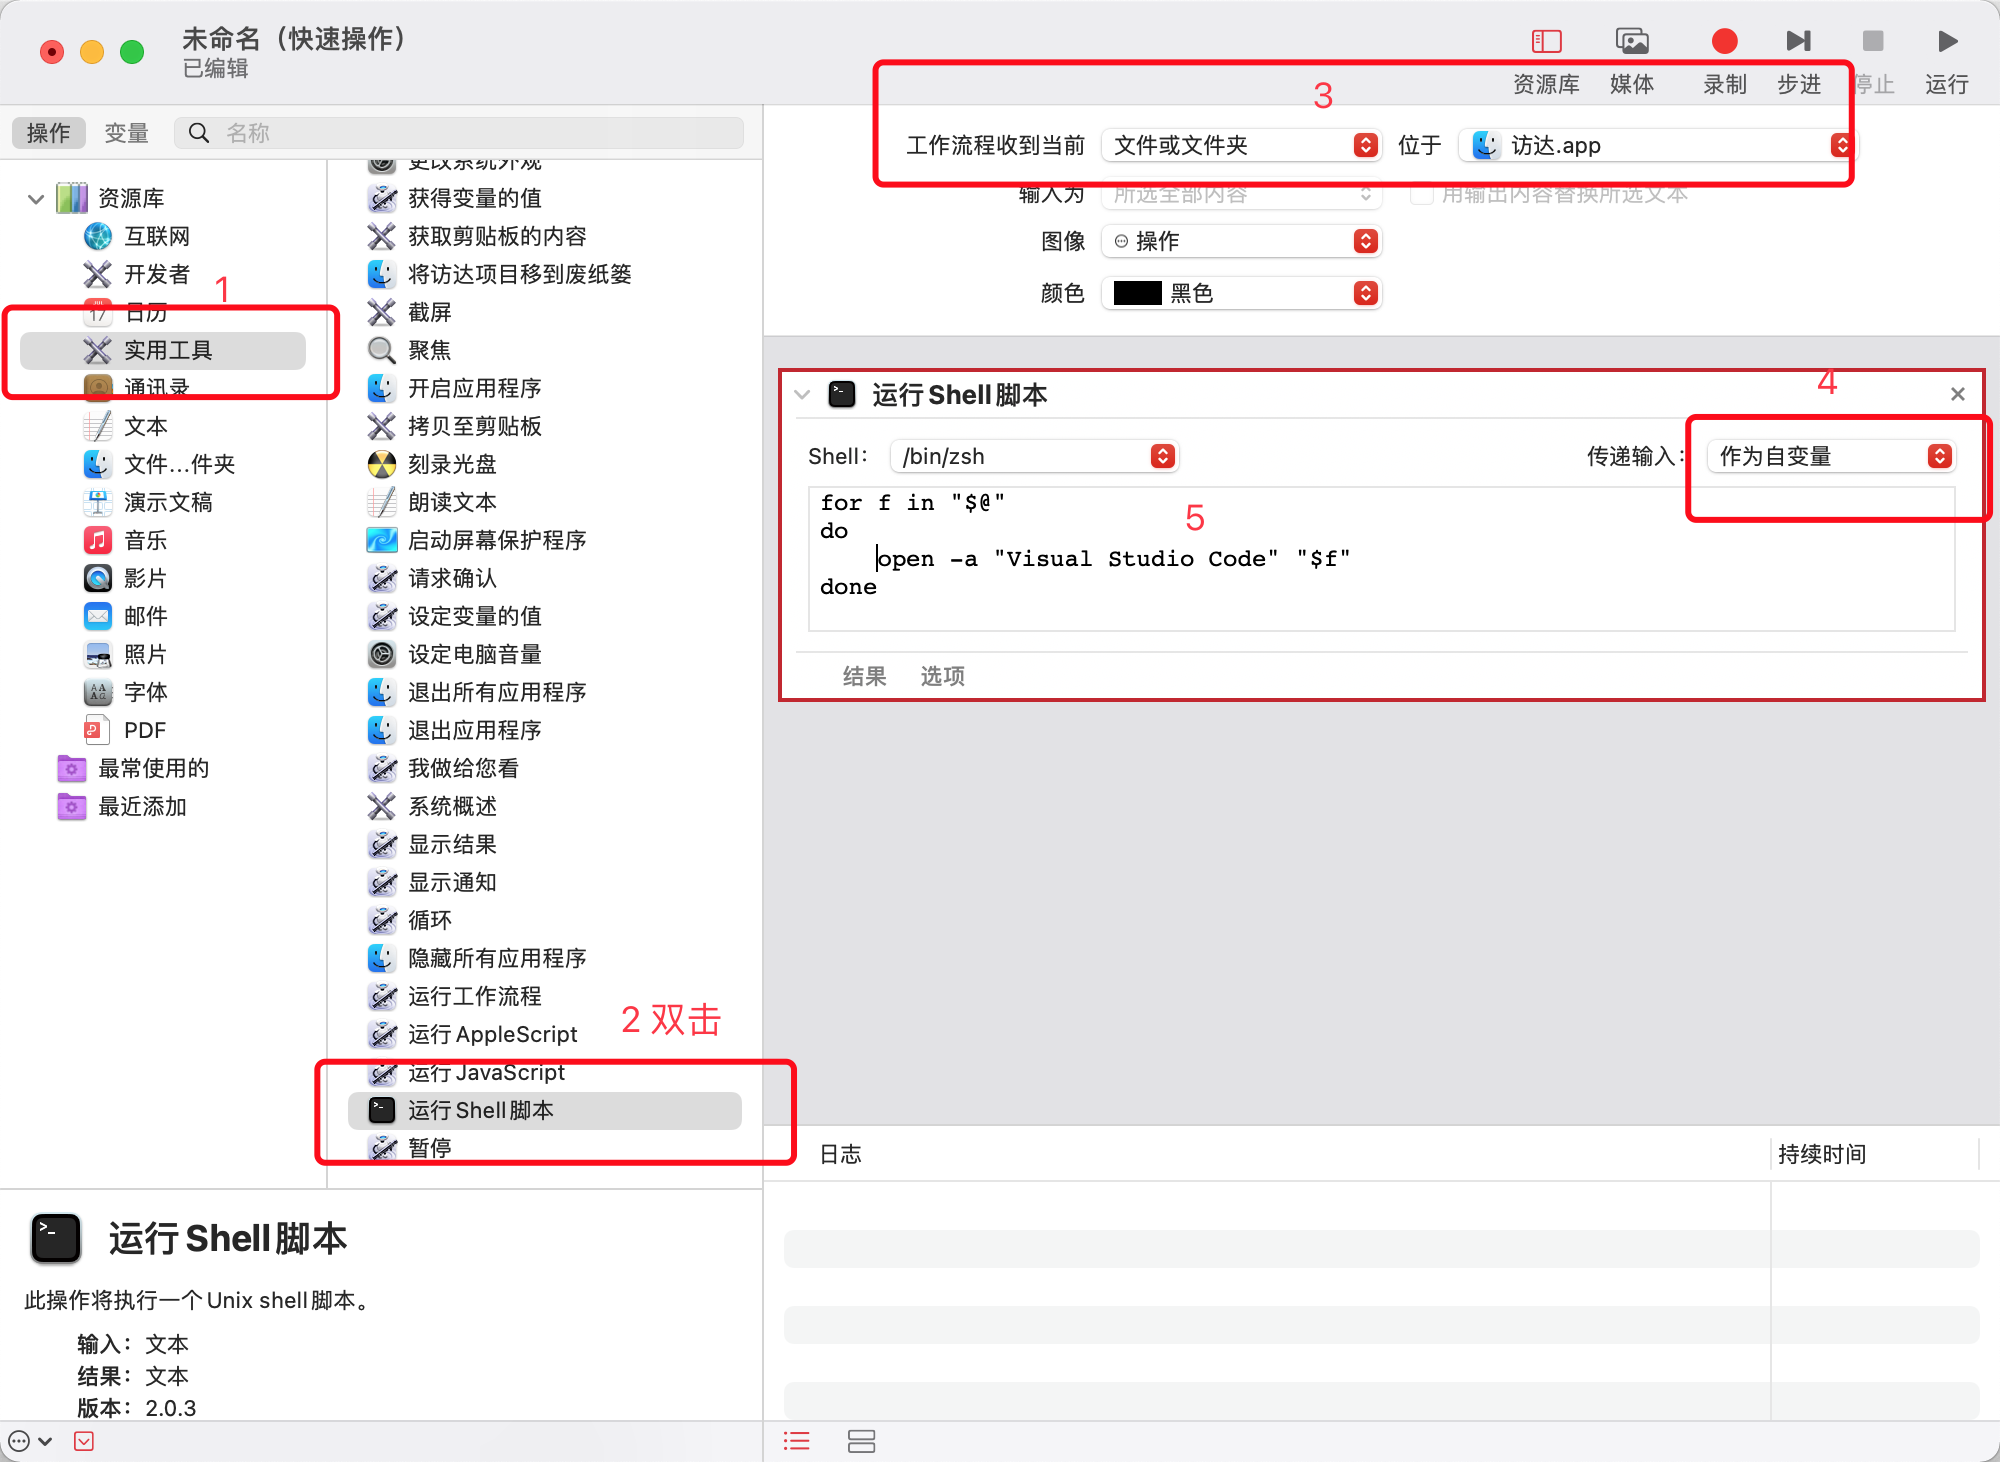 未命名（快速操作）
已编辑
资源库
媒体
录制
步进
停止
运行
操作
变量
名称
资源库
互联网
开发者
1
日历
实用工具
通讯录
文本
文件...件夹
演示文稿
音乐
影片
邮件
照片
字体
PDF
最常使用的
最近添加
更改系统外观
获得变量的值
获取剪贴板的内容
将访达项目移到废纸篓
截屏
聚焦
开启应用程序
拷贝至剪贴板
刻录光盘
朗读文本
启动屏幕保护程序
请求确认
设定变量的值
设定电脑音量
退出所有应用程序
退出应用程序
我做给您看
系统概述
显示结果
显示通知
循环
隐藏所有应用程序
运行工作流程
运行 AppleScript
2 双击
运行 JavaScript
运行 Shell 脚本
暂停
3
工作流程收到当前 文件或文件夹 位于 访达.app
输入为 所选全部内容 用输出内容替换所选文本
图像 操作
颜色 黑色
运行 Shell 脚本
4
Shell： /bin/zsh 传递输入： 作为自变量
for f in "$@"
do
open -a "Visual Studio Code" "$f"
done
5
结果 选项
日志 持续时间
运行 Shell 脚本
此操作将执行一个 Unix shell 脚本。
输入： 文本
结果： 文本
版本： 2.0.3